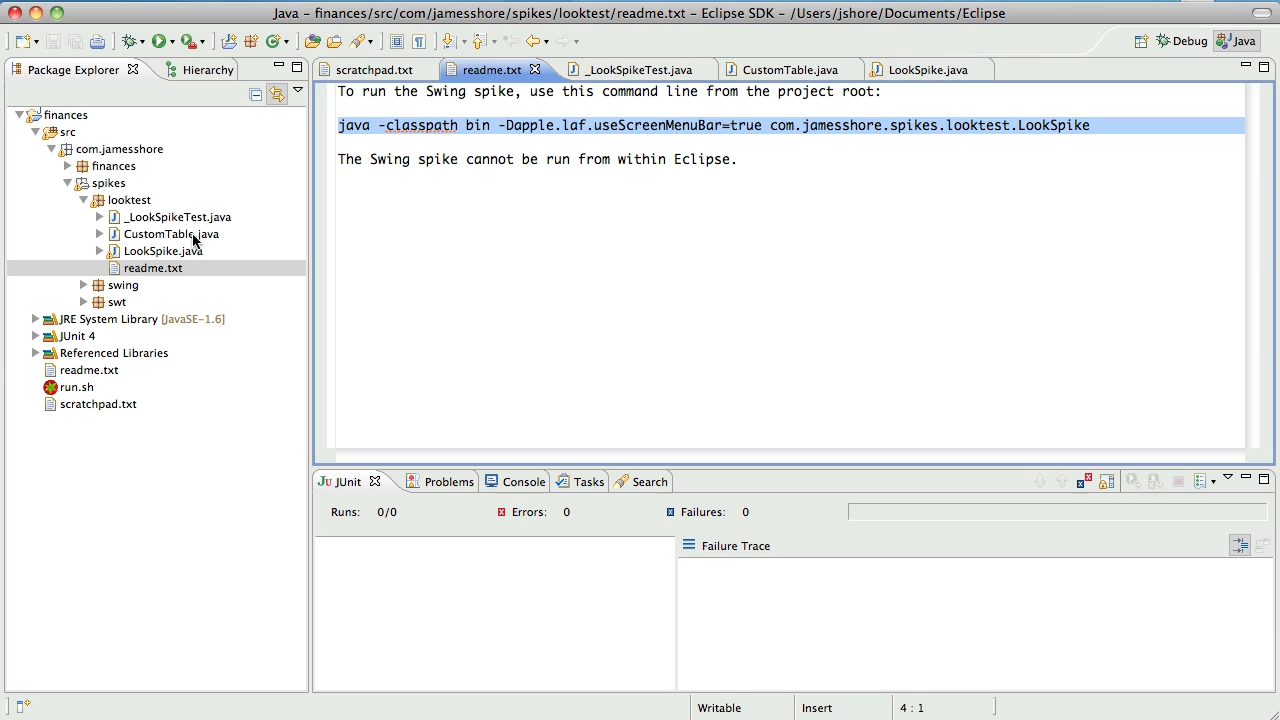 Java – finances/src/com/jamesshore/spikes/looktest/readme.txt – Eclipse SDK – /Users/jshore/Documents/Eclipse
Debug
Java
Package Explorer
Hierarchy
scratchpad.txt
readme.txt
_LookSpikeTest.java
CustomTable.java
LookSpike.java
finances
src
com.jamesshore
finances
spikes
looktest
_LookSpikeTest.java
CustomTable.java
LookSpike.java
readme.txt
swing
swt
JRE System Library [JavaSE-1.6]
JUnit 4
Referenced Libraries
readme.txt
run.sh
scratchpad.txt
To run the Swing spike, use this command line from the project root:
java -classpath bin -Dapple.laf.useScreenMenuBar=true com.jamesshore.spikes.looktest.LookSpike
The Swing spike cannot be run from within Eclipse.
JUnit
Problems
Console
Tasks
Search
Runs: 0/0
Errors: 0
Failures: 0
Failure Trace
Writable
Insert
4 : 1